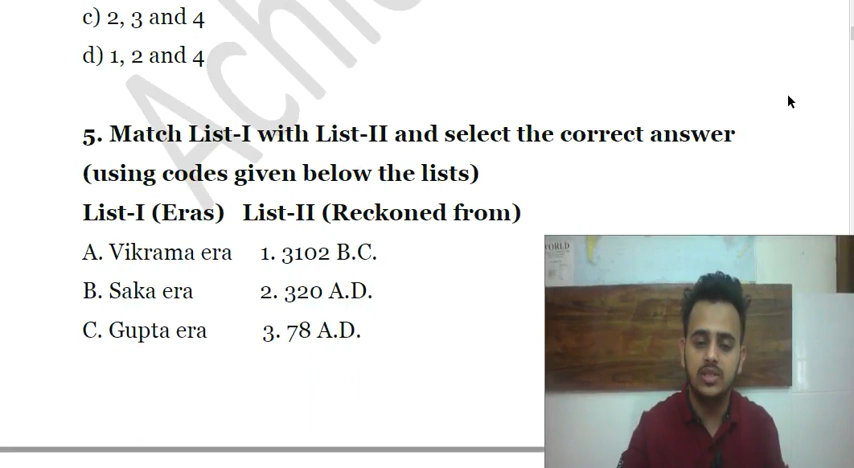 c) 2, 3 and 4
d) 1, 2 and 4
Achi
5. Match List-I with List-II and select the correct answer
(using codes given below the lists)
List-I (Eras) List-II (Reckoned from)
A. Vikrama era 1. 3102 B.C.
B. Saka era 2. 320 A.D.
C. Gupta era 3. 78 A.D.
ORLD